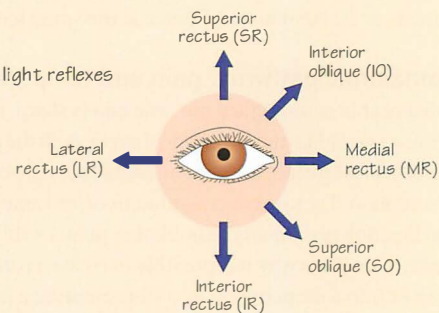 Superior
rectus (SR)
Interior
oblique (IO)
light reflexes
Lateral
rectus (LR)
Medial
rectus (MR)
Superior
oblique (SO)
Interior
rectus (IR)